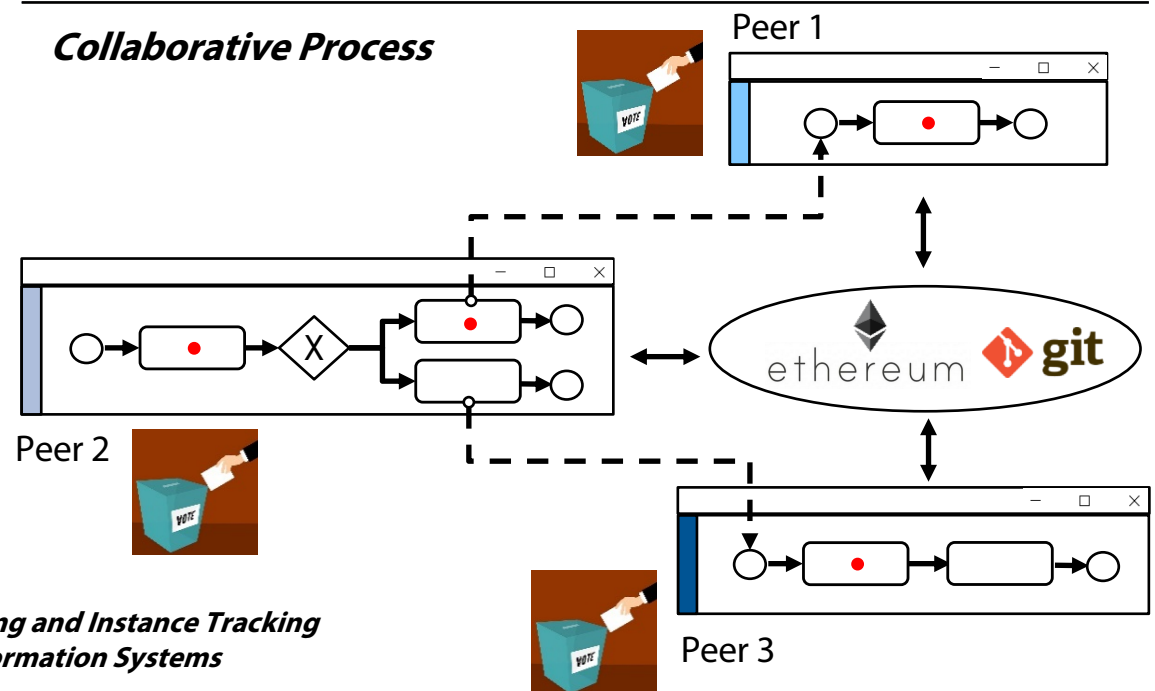 Collaborative Process
Peer 1
VOTE
X
ethereum
git
Peer 2
VOTE
ng and Instance Tracking
ormation Systems
VOTE
Peer 3